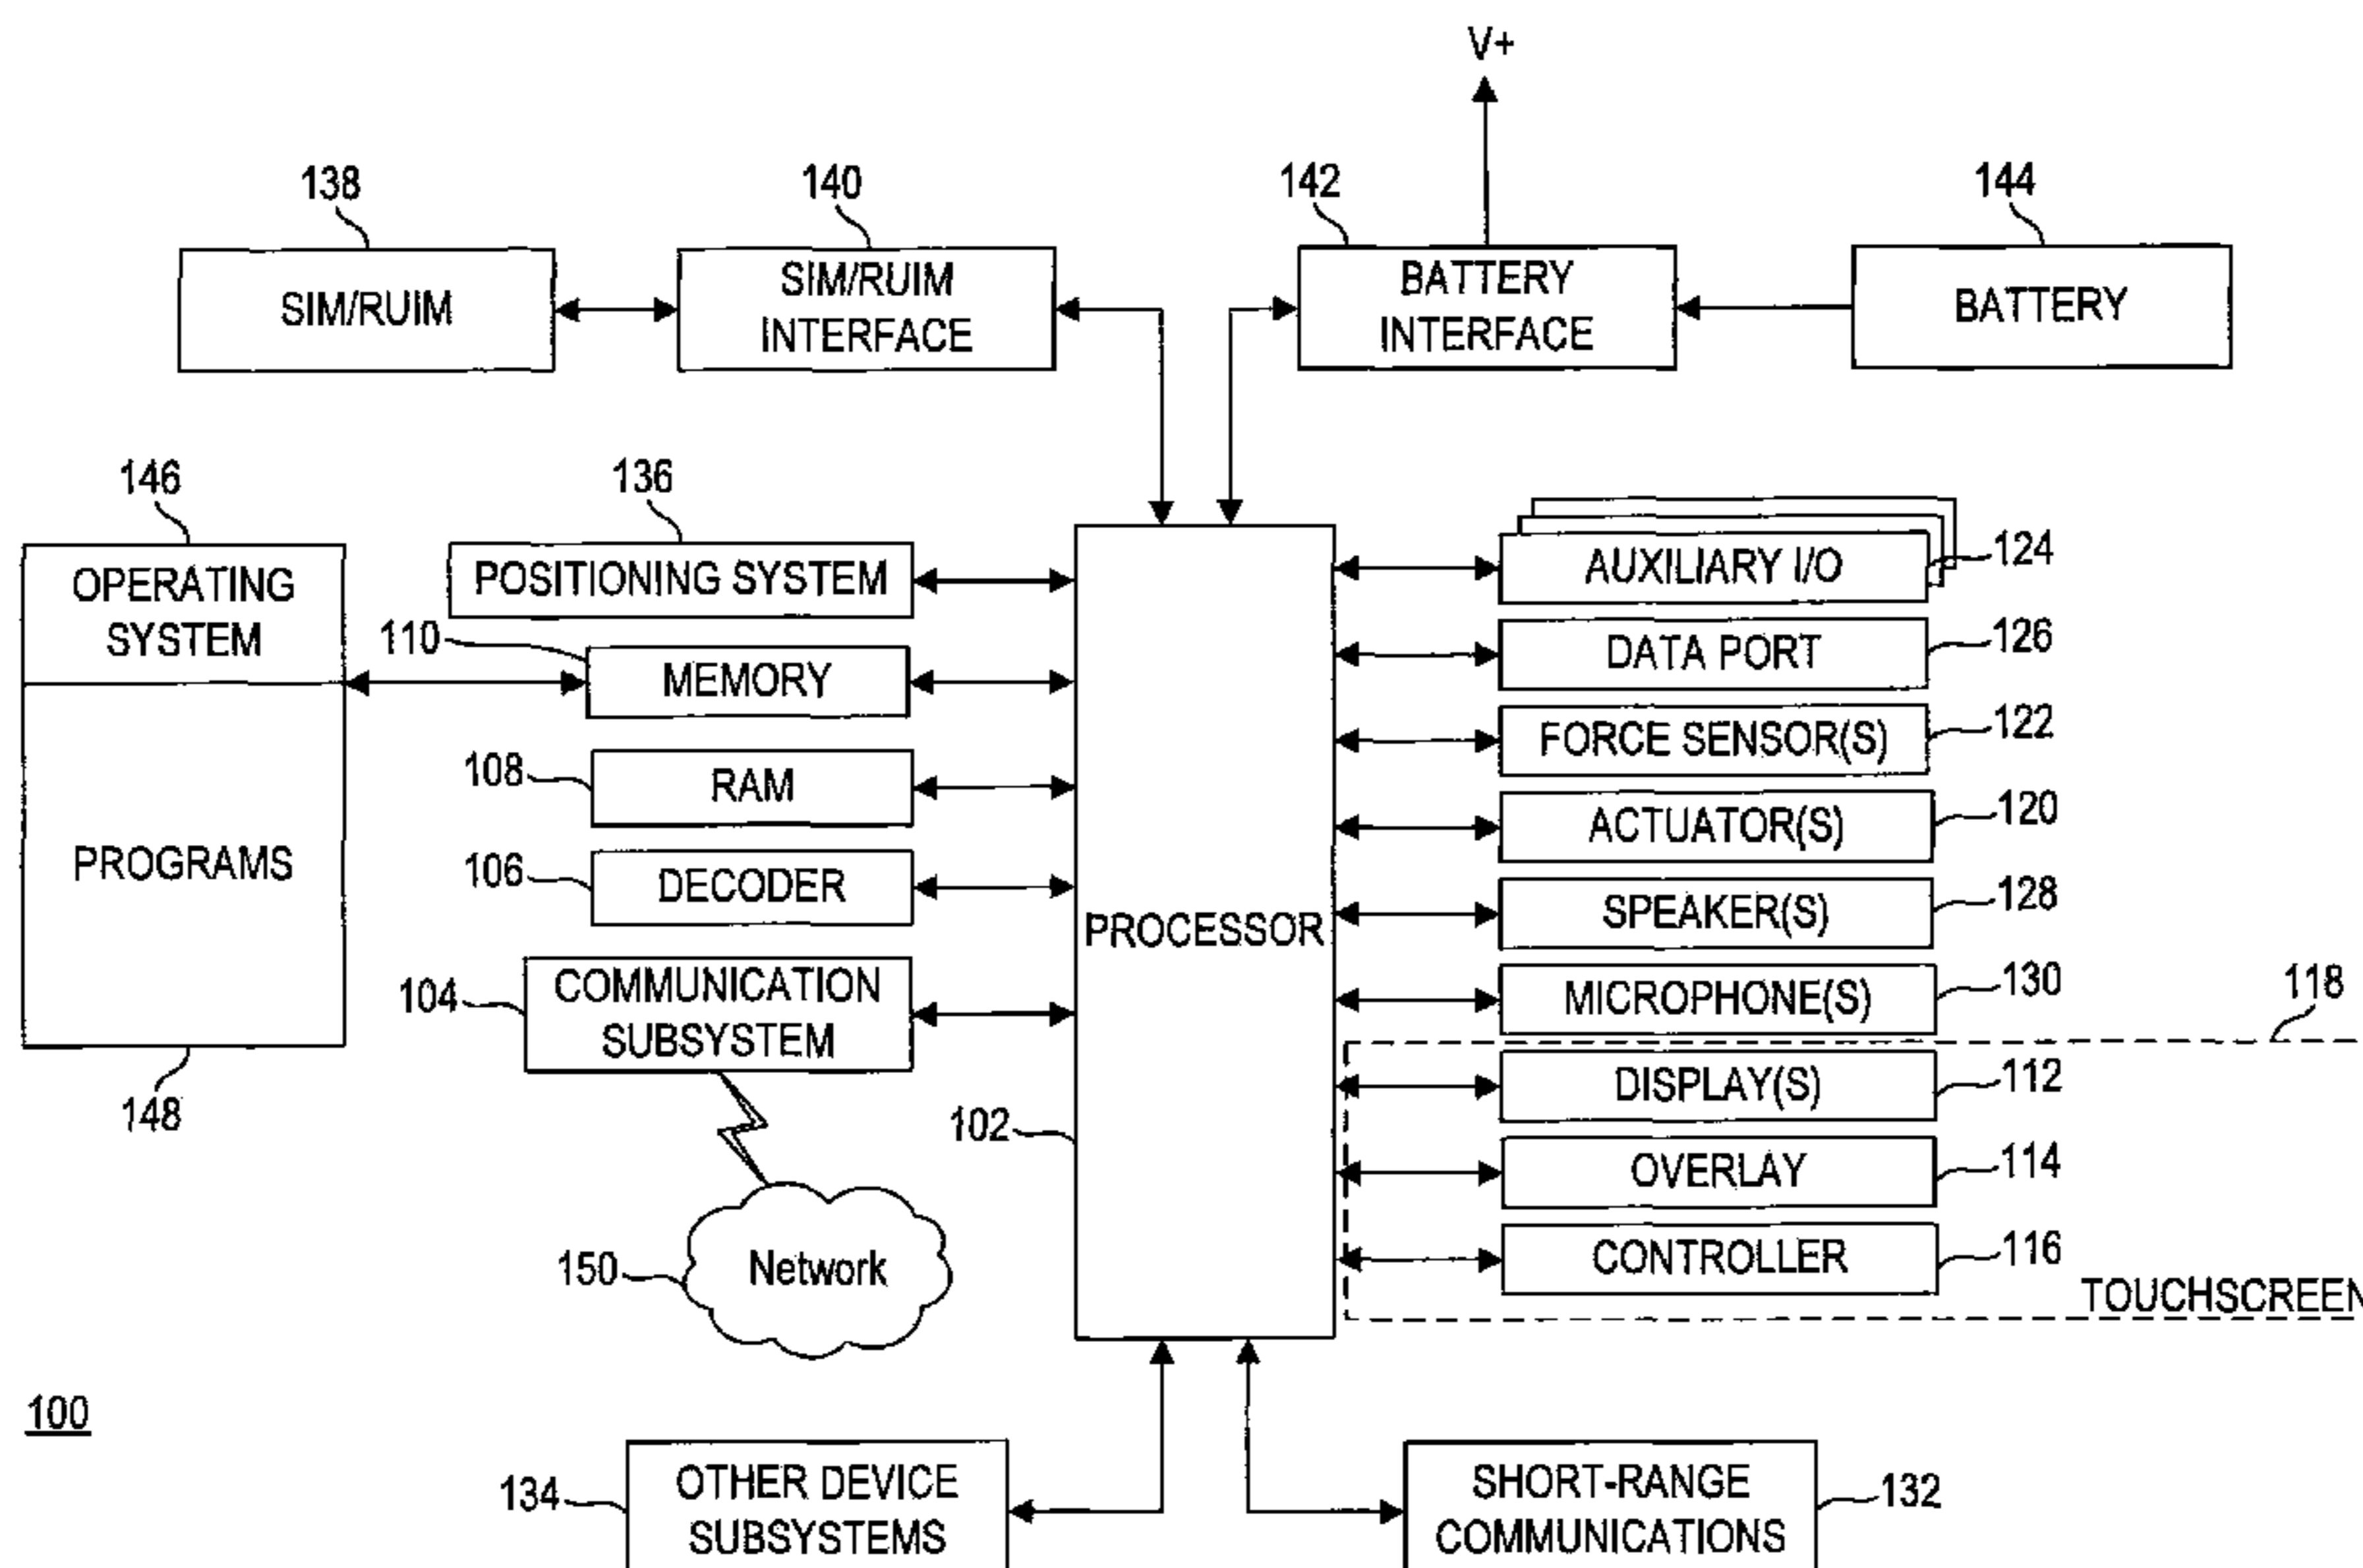 V+
138
140
142
144
SIM/RUIM
SIM/RUIM
INTERFACE
BATTERY
INTERFACE
BATTERY
146
136
OPERATING
SYSTEM
POSITIONING SYSTEM
AUXILIARY I/O
124
110
MEMORY
DATA PORT
126
FORCE SENSOR(S)
122
108
RAM
ACTUATOR(S)
120
PROGRAMS
106
DECODER
PROCESSOR
SPEAKER(S)
128
104
COMMUNICATION
SUBSYSTEM
MICROPHONE(S)
130
118
148
102
DISPLAY(S)
112
OVERLAY
114
150
Network
CONTROLLER
116
TOUCHSCREEN
100
134
OTHER DEVICE
SUBSYSTEMS
SHORT-RANGE
COMMUNICATIONS
132